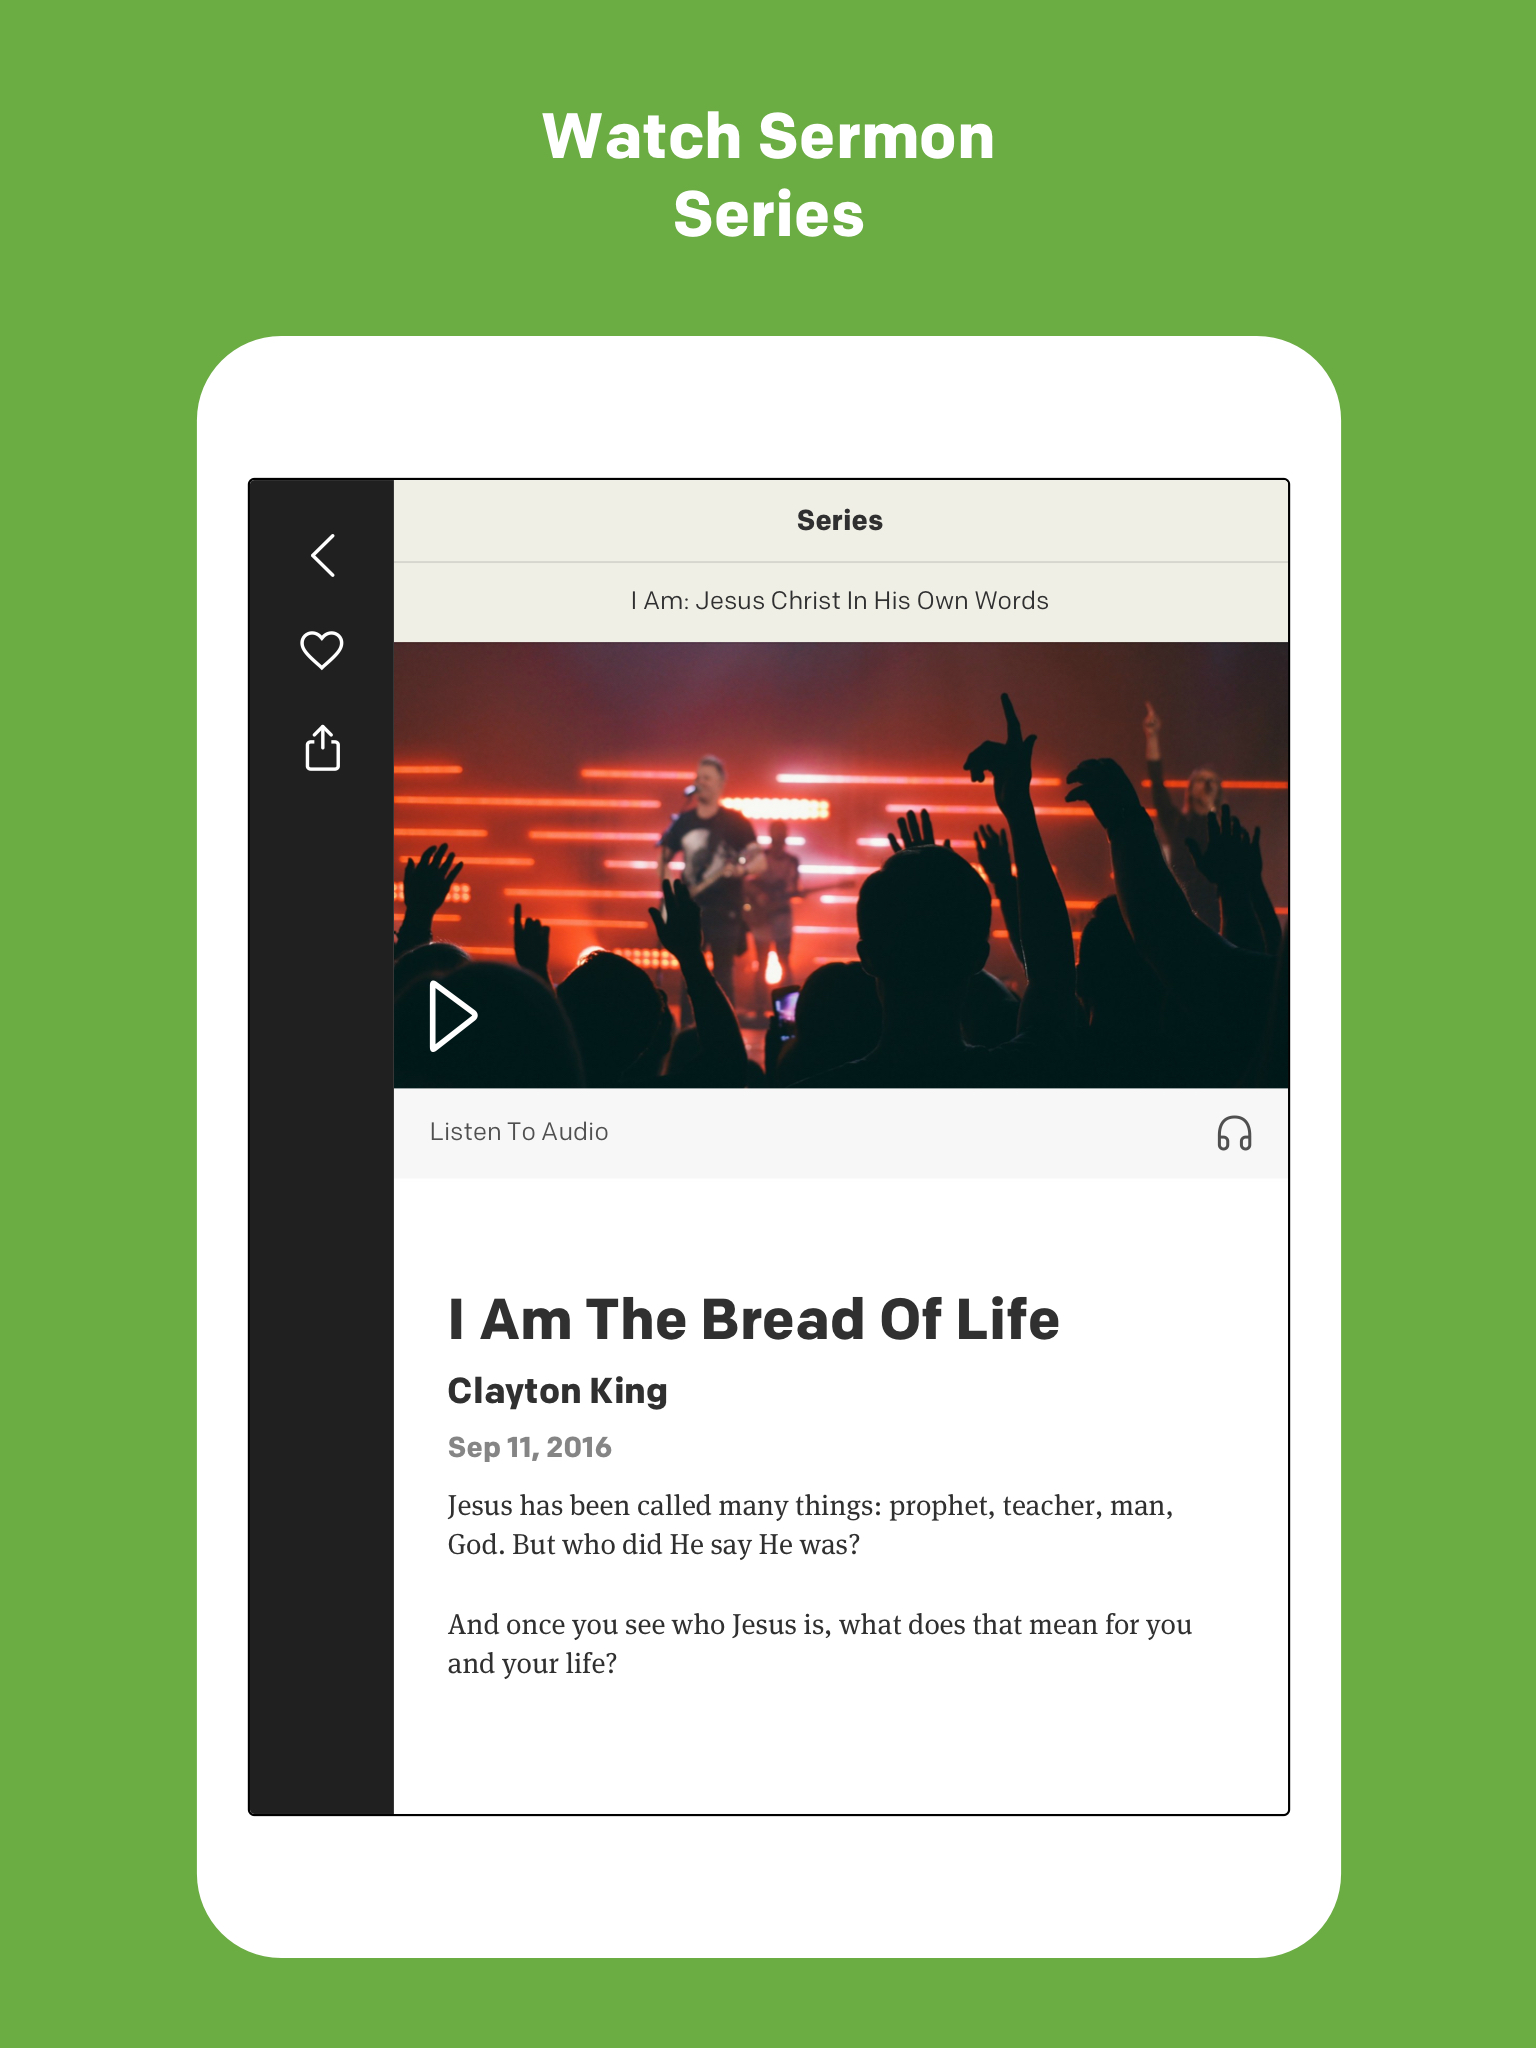 Watch Sermon
Series
Series
I Am: Jesus Christ In His Own Words
Listen To Audio
I Am The Bread Of Life
Clayton King
Sep 11, 2016
Jesus has been called many things: prophet, teacher, man,
God. But who did He say He was?
And once you see who Jesus is, what does that mean for you
and your life?